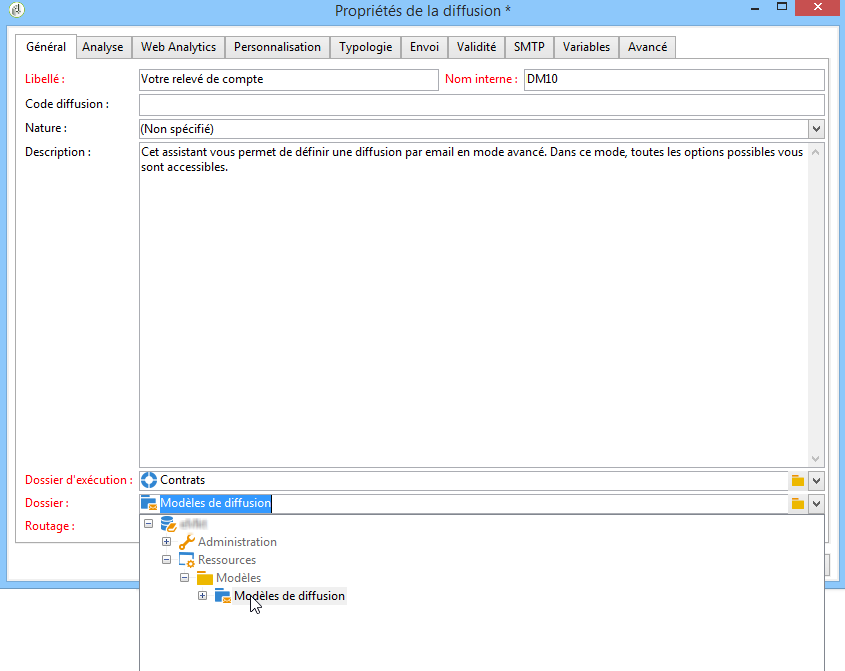 Propriétés de la diffusion *
Général Analyse Web Analytics Personnalisation Typologie Envoi Validité SMTP Variables Avancé
Libellé : Votre relevé de compte Nom interne : DM10
Code diffusion :
Nature : (Non spécifié)
Description : Cet assistant vous permet de définir une diffusion par email en mode avancé. Dans ce mode, toutes les options possibles vous
sont accessibles.
Dossier d'exécution : Contrats
Dossier : Modèles de diffusion
Routage :
Administration
Ressources
Modèles
Modèles de diffusion